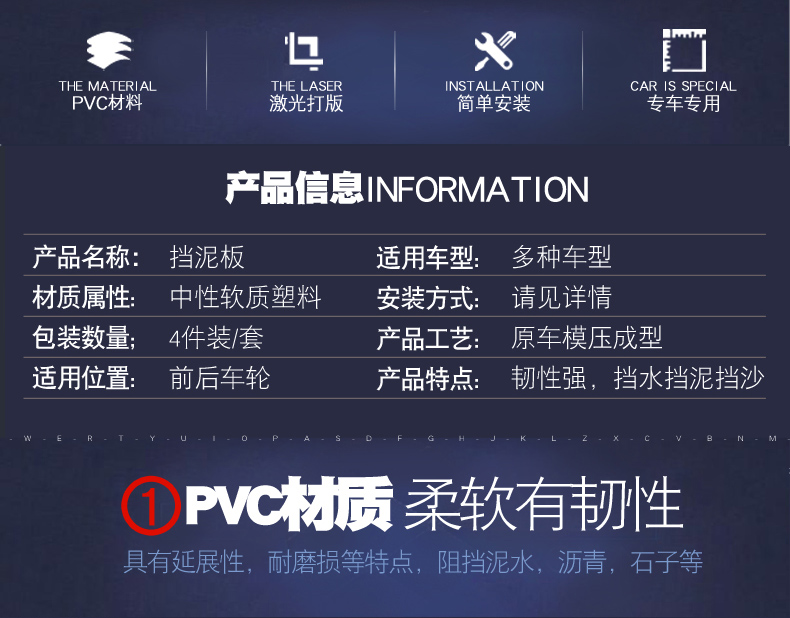 THE MATERIAL
PVC材料
THE LASER
激光打版
INSTALLATION
简单安装
CAR IS SPECIAL
专车专用
产品信息INFORMATION
产品名称： 挡泥板 适用车型: 多种车型
材质属性: 中性软质塑料 安装方式: 请见详情
包装数量; 4件装/套 产品工艺: 原车模压成型
适用位置: 前后车轮 产品特点: 韧性强，挡水挡泥挡沙
- W - E - R - T - Y - U - I - O - P - A - S - D - F - G - H - J - K - L - Z - X - C - V - B - N - M
1 PVC材质 柔软有韧性
具有延展性，耐磨损等特点，阻挡泥水，沥青，石子等